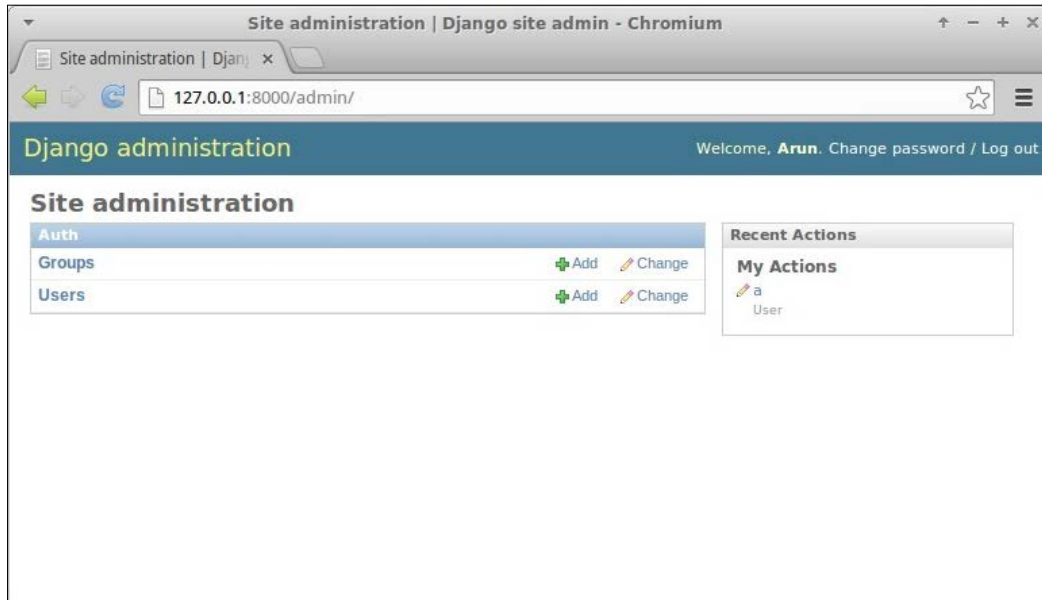 Site administration | Django site admin - Chromium
Site administration | Djan
127.0.0.1:8000/admin/
Django administration
Welcome, Arun. Change password / Log out
Site administration
Auth
Groups Add Change
Users Add Change
Recent Actions
My Actions
a
User